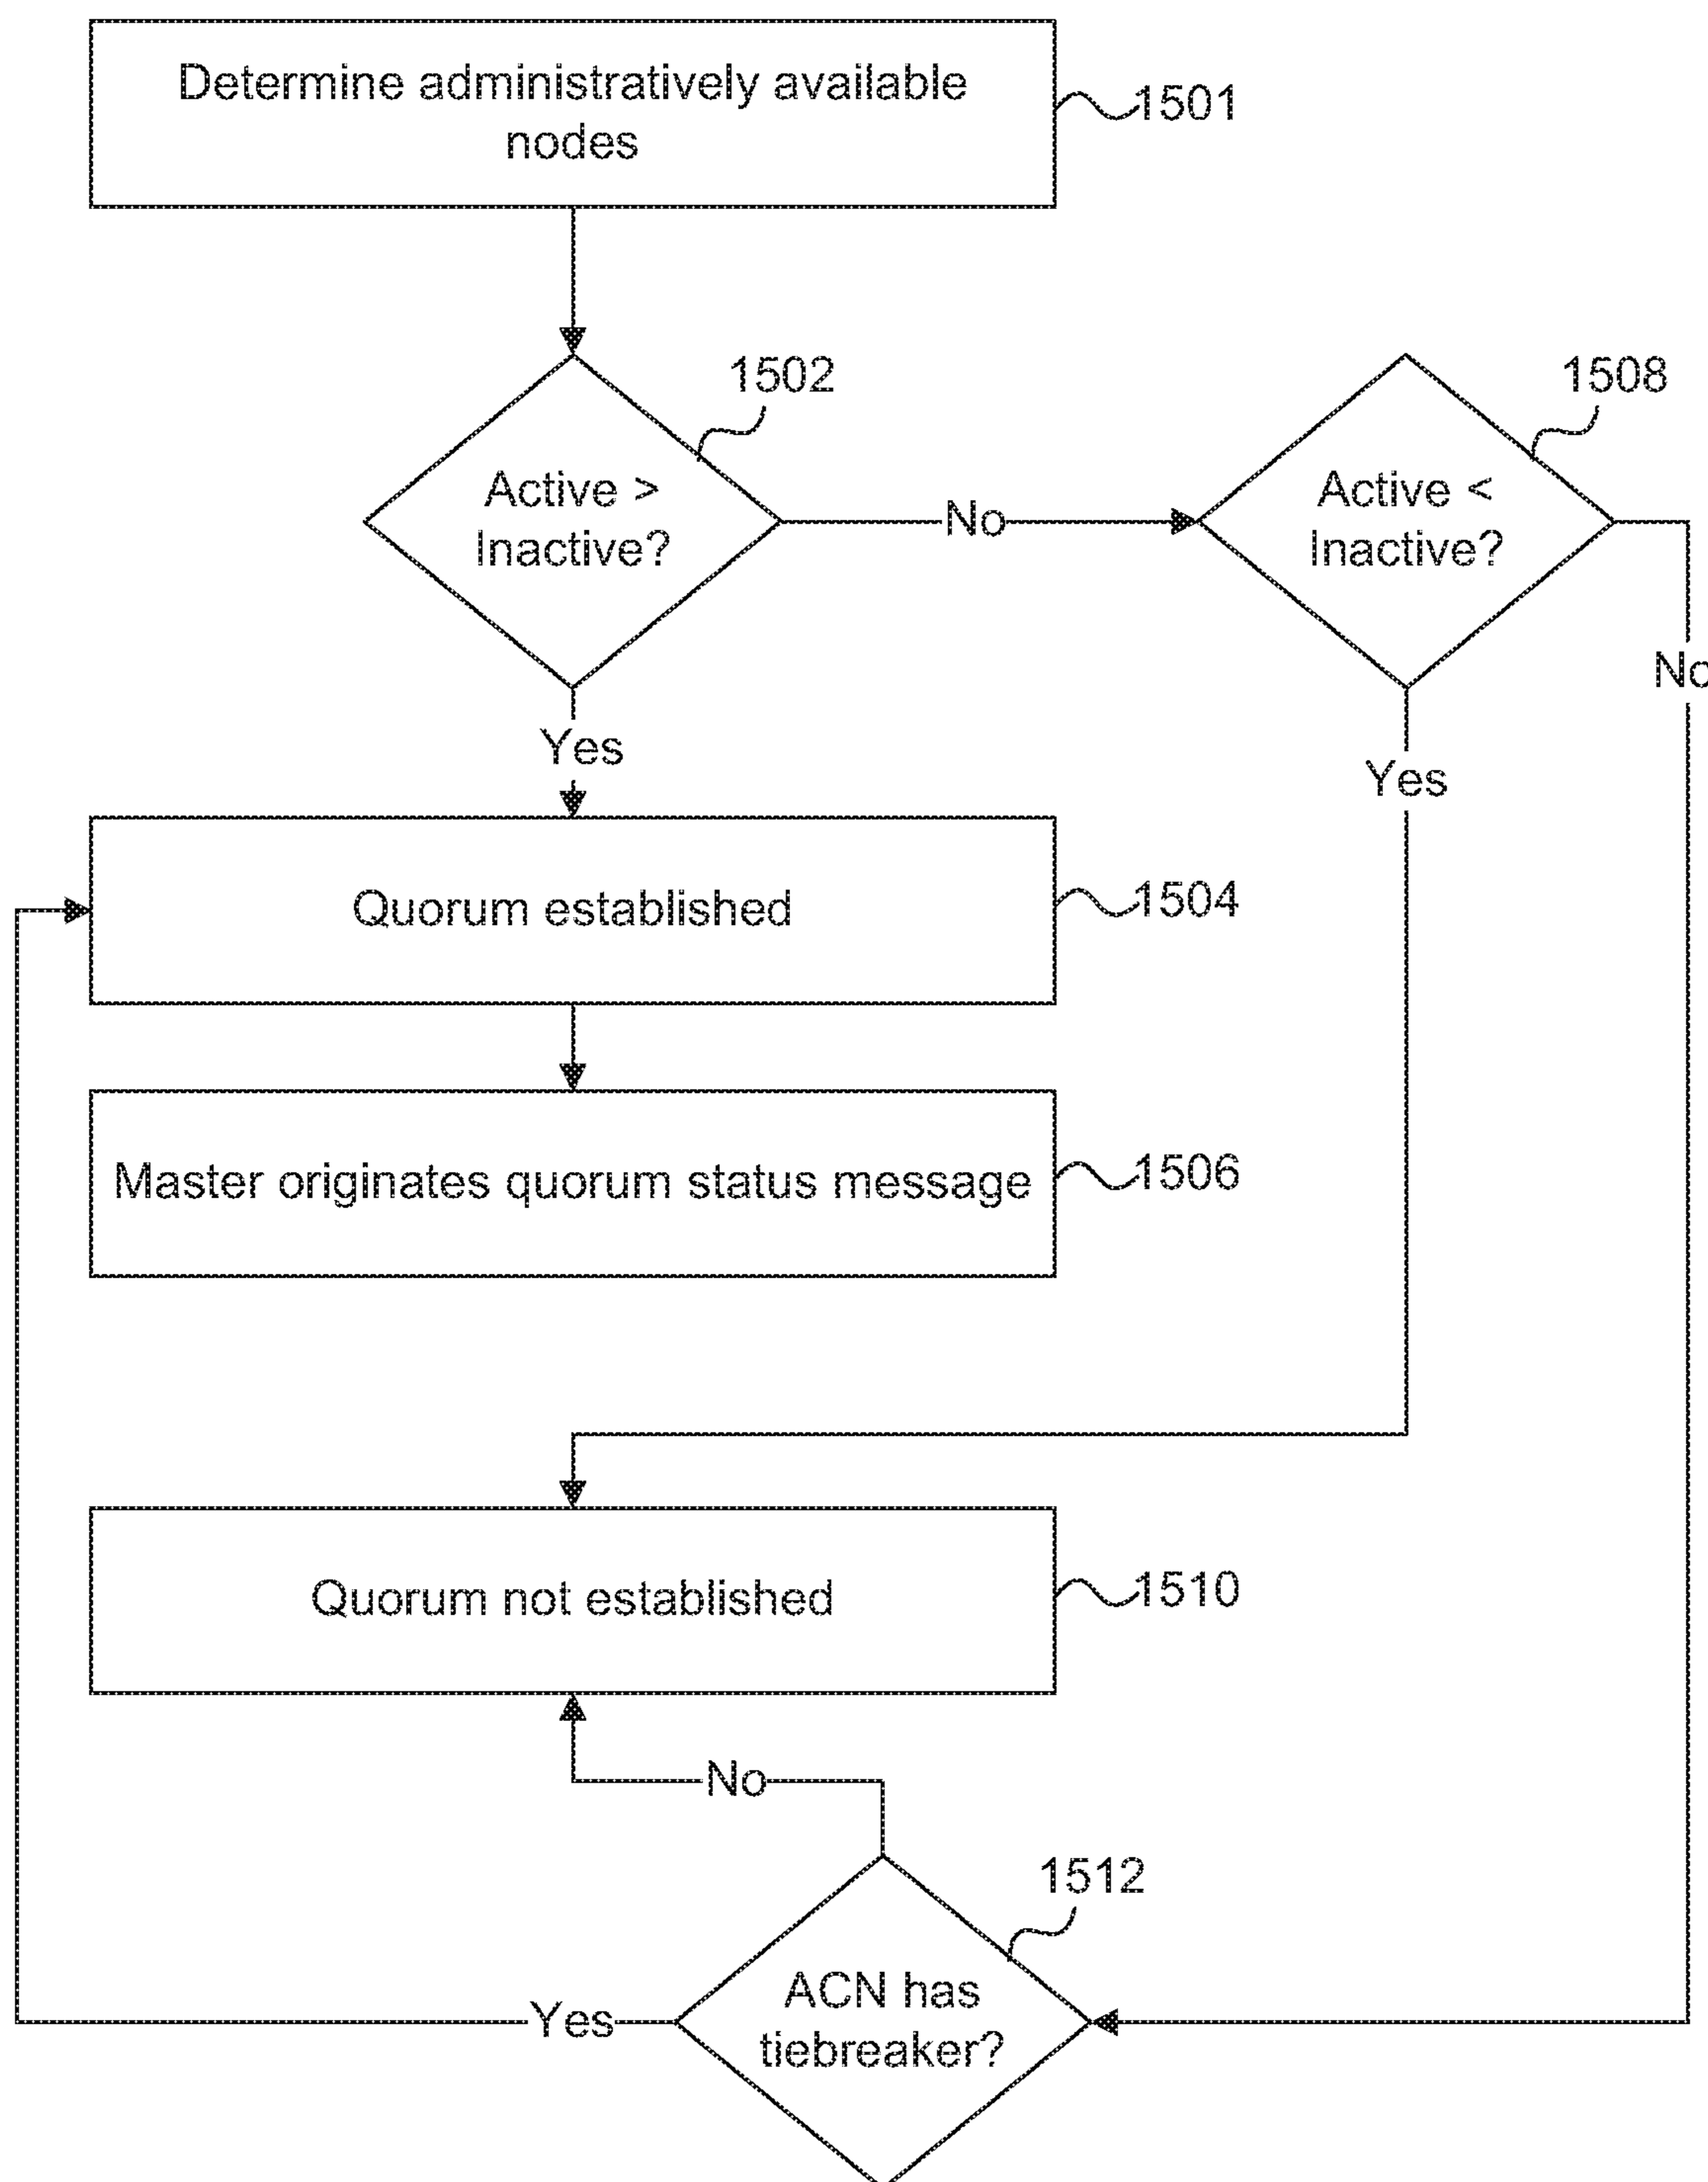 Determine administratively available
nodes
1501
1502
Active >
Inactive?
No
1508
Active <
Inactive?
No
Yes
Yes
Quorum established
1504
Master originates quorum status message
1506
Quorum not established
1510
No
1512
ACN has
tiebreaker?
Yes